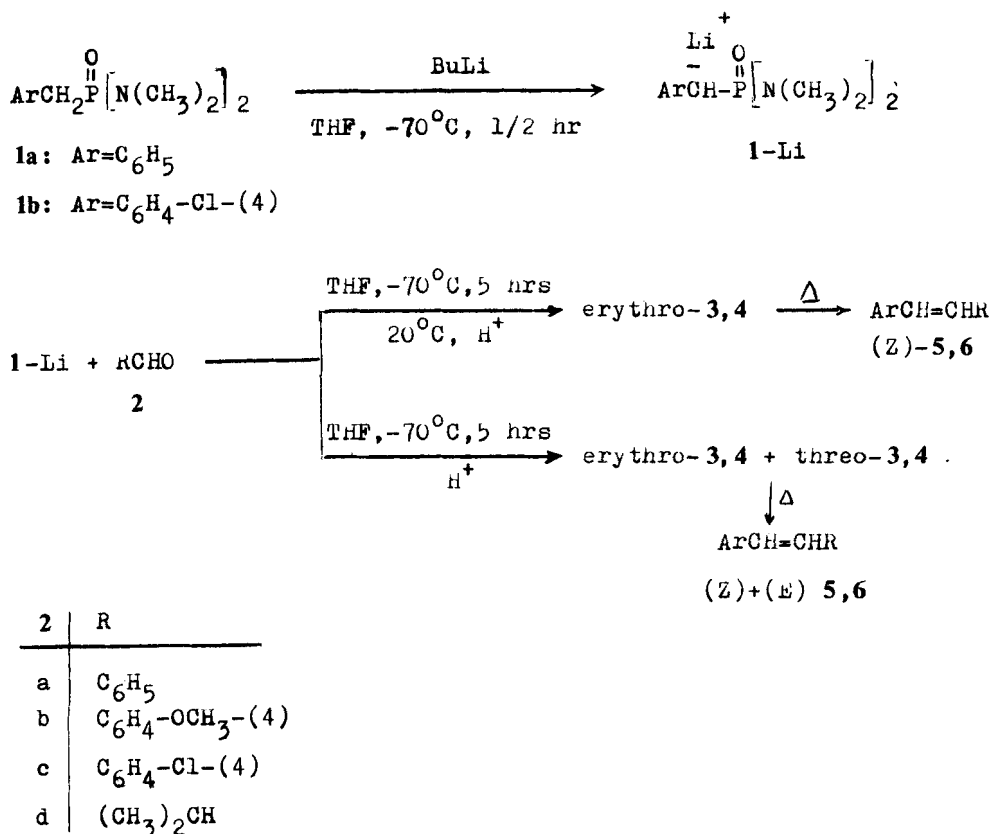 ArCH2P(=O)[N(CH3)2]2 BuLi THF, -70°C, 1/2 hr Li+ ArCH(-)-P(=O)[N(CH3)2]2
1a: Ar=C6H5
1-Li
1b: Ar=C6H4-Cl-(4)
THF,-70°C,5 hrs
20°C, H+
erythro-3,4 Δ ArCH=CHR
(Z)-5,6
1-Li + RCHO
2
THF,-70°C,5 hrs
H+
erythro-3,4 + threo-3,4 .
Δ
ArCH=CHR
(Z)+(E) 5,6
2 R
a C6H5
b C6H4-OCH3-(4)
c C6H4-Cl-(4)
d (CH3)2CH